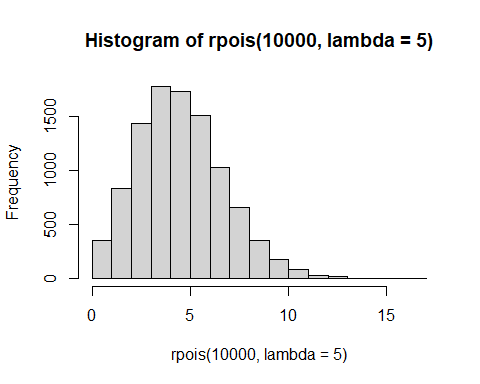 Histogram of rpois(10000, lambda = 5)
Frequency
1500
1000
500
0
0 5 10 15
rpois(10000, lambda = 5)